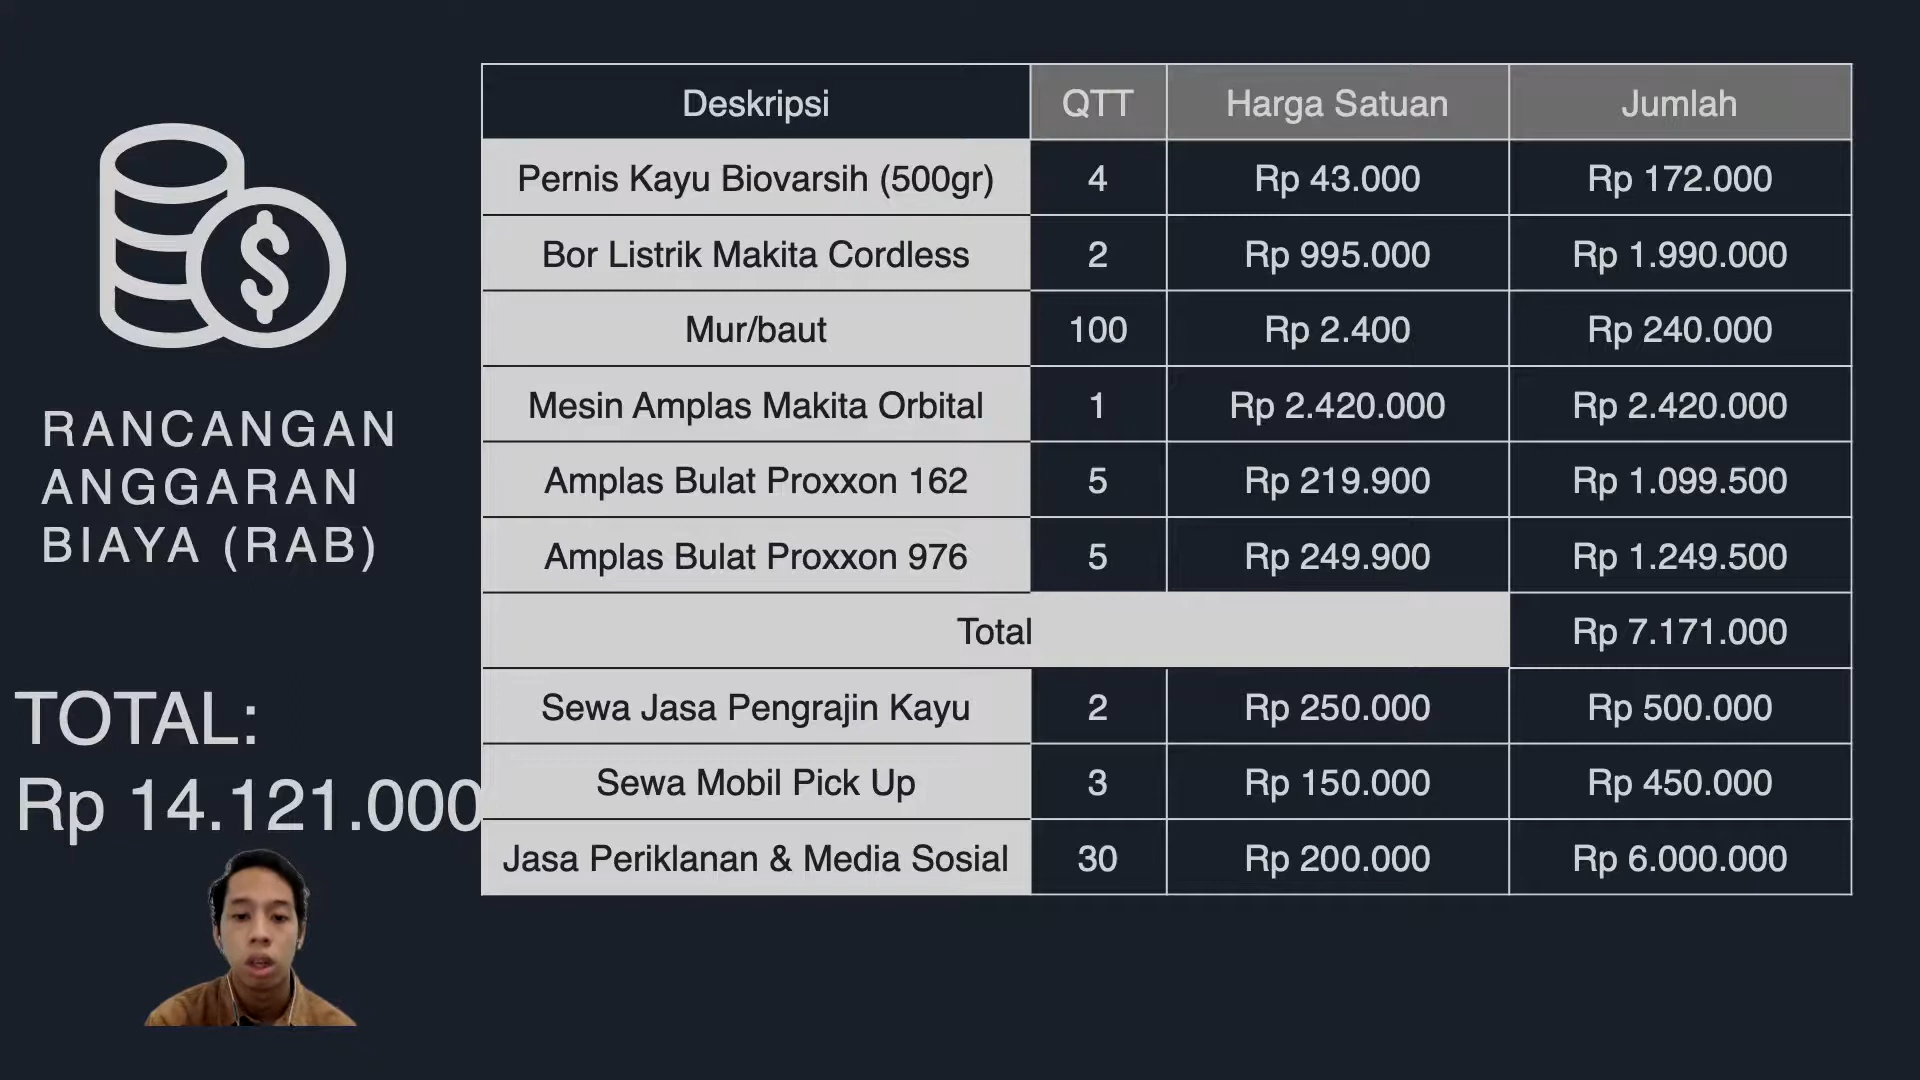 RANCANGAN
ANGGARAN
BIAYA (RAB)
TOTAL:
Rp 14.121.000
Deskripsi QTT Harga Satuan Jumlah
Pernis Kayu Biovarsih (500gr) 4 Rp 43.000 Rp 172.000
Bor Listrik Makita Cordless 2 Rp 995.000 Rp 1.990.000
Mur/baut 100 Rp 2.400 Rp 240.000
Mesin Amplas Makita Orbital 1 Rp 2.420.000 Rp 2.420.000
Amplas Bulat Proxxon 162 5 Rp 219.900 Rp 1.099.500
Amplas Bulat Proxxon 976 5 Rp 249.900 Rp 1.249.500
Total Rp 7.171.000
Sewa Jasa Pengrajin Kayu 2 Rp 250.000 Rp 500.000
Sewa Mobil Pick Up 3 Rp 150.000 Rp 450.000
Jasa Periklanan & Media Sosial 30 Rp 200.000 Rp 6.000.000